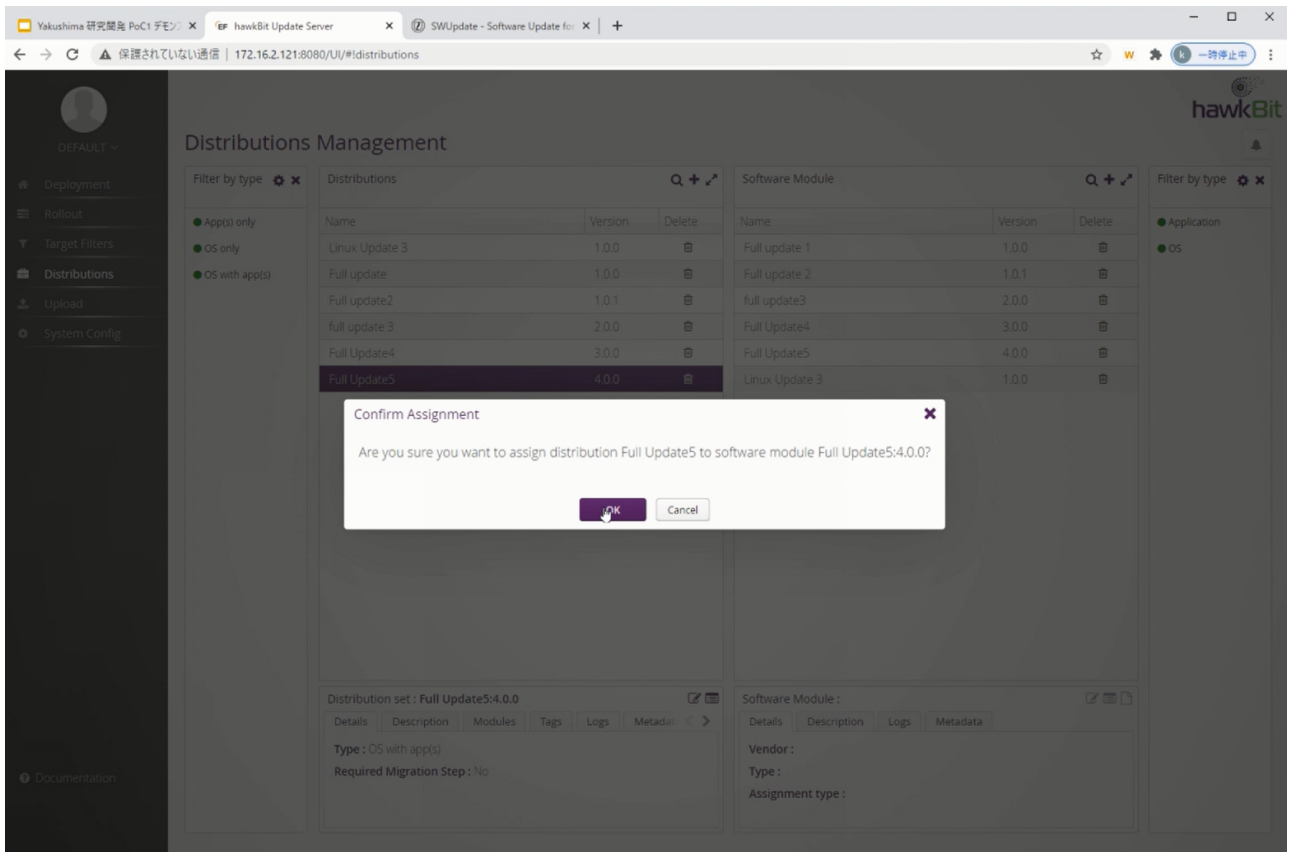 Yakushima 研究開発 PoC1 デモン
hawkBit Update Server
SWUpdate - Software Update for
保護されていない通信 | 172.16.2.121:8080/UI/#!distributions
W
k 一時停止中
hawkBit
DEFAULT
Distributions Management
Deployment
Rollout
Target Filters
Distributions
Upload
System Config
Documentation
Filter by type
App(s) only
OS only
OS with app(s)
Distributions
Name Version Delete
Linux Update 3 1.0.0
Full update 1.0.0
Full update2 1.0.1
full update 3 2.0.0
Full Update4 3.0.0
Full Update5 4.0.0
Software Module
Name Version Delete
Full update 1 1.0.0
Full update 2 1.0.1
full update3 2.0.0
Full Update4 3.0.0
Full Update5 4.0.0
Linux Update 3 1.0.0
Filter by type
Application
OS
Confirm Assignment
Are you sure you want to assign distribution Full Update5 to software module Full Update5:4.0.0?
OK Cancel
Distribution set : Full Update5:4.0.0
Details Description Modules Tags Logs Metadat
Type : OS with app(s)
Required Migration Step : No
Software Module :
Details Description Logs Metadata
Vendor :
Type :
Assignment type :